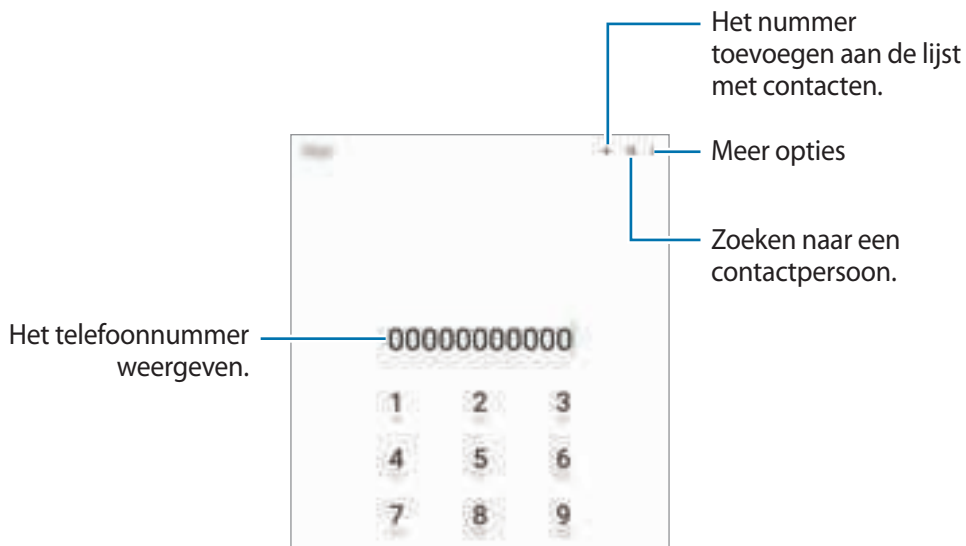 Het nummer
toevoegen aan de lijst
met contacten.
Meer opties
Zoeken naar een
contactpersoon.
Het telefoonnummer
weergeven.
00000000000
1 2 3
4 5 6
7 8 9